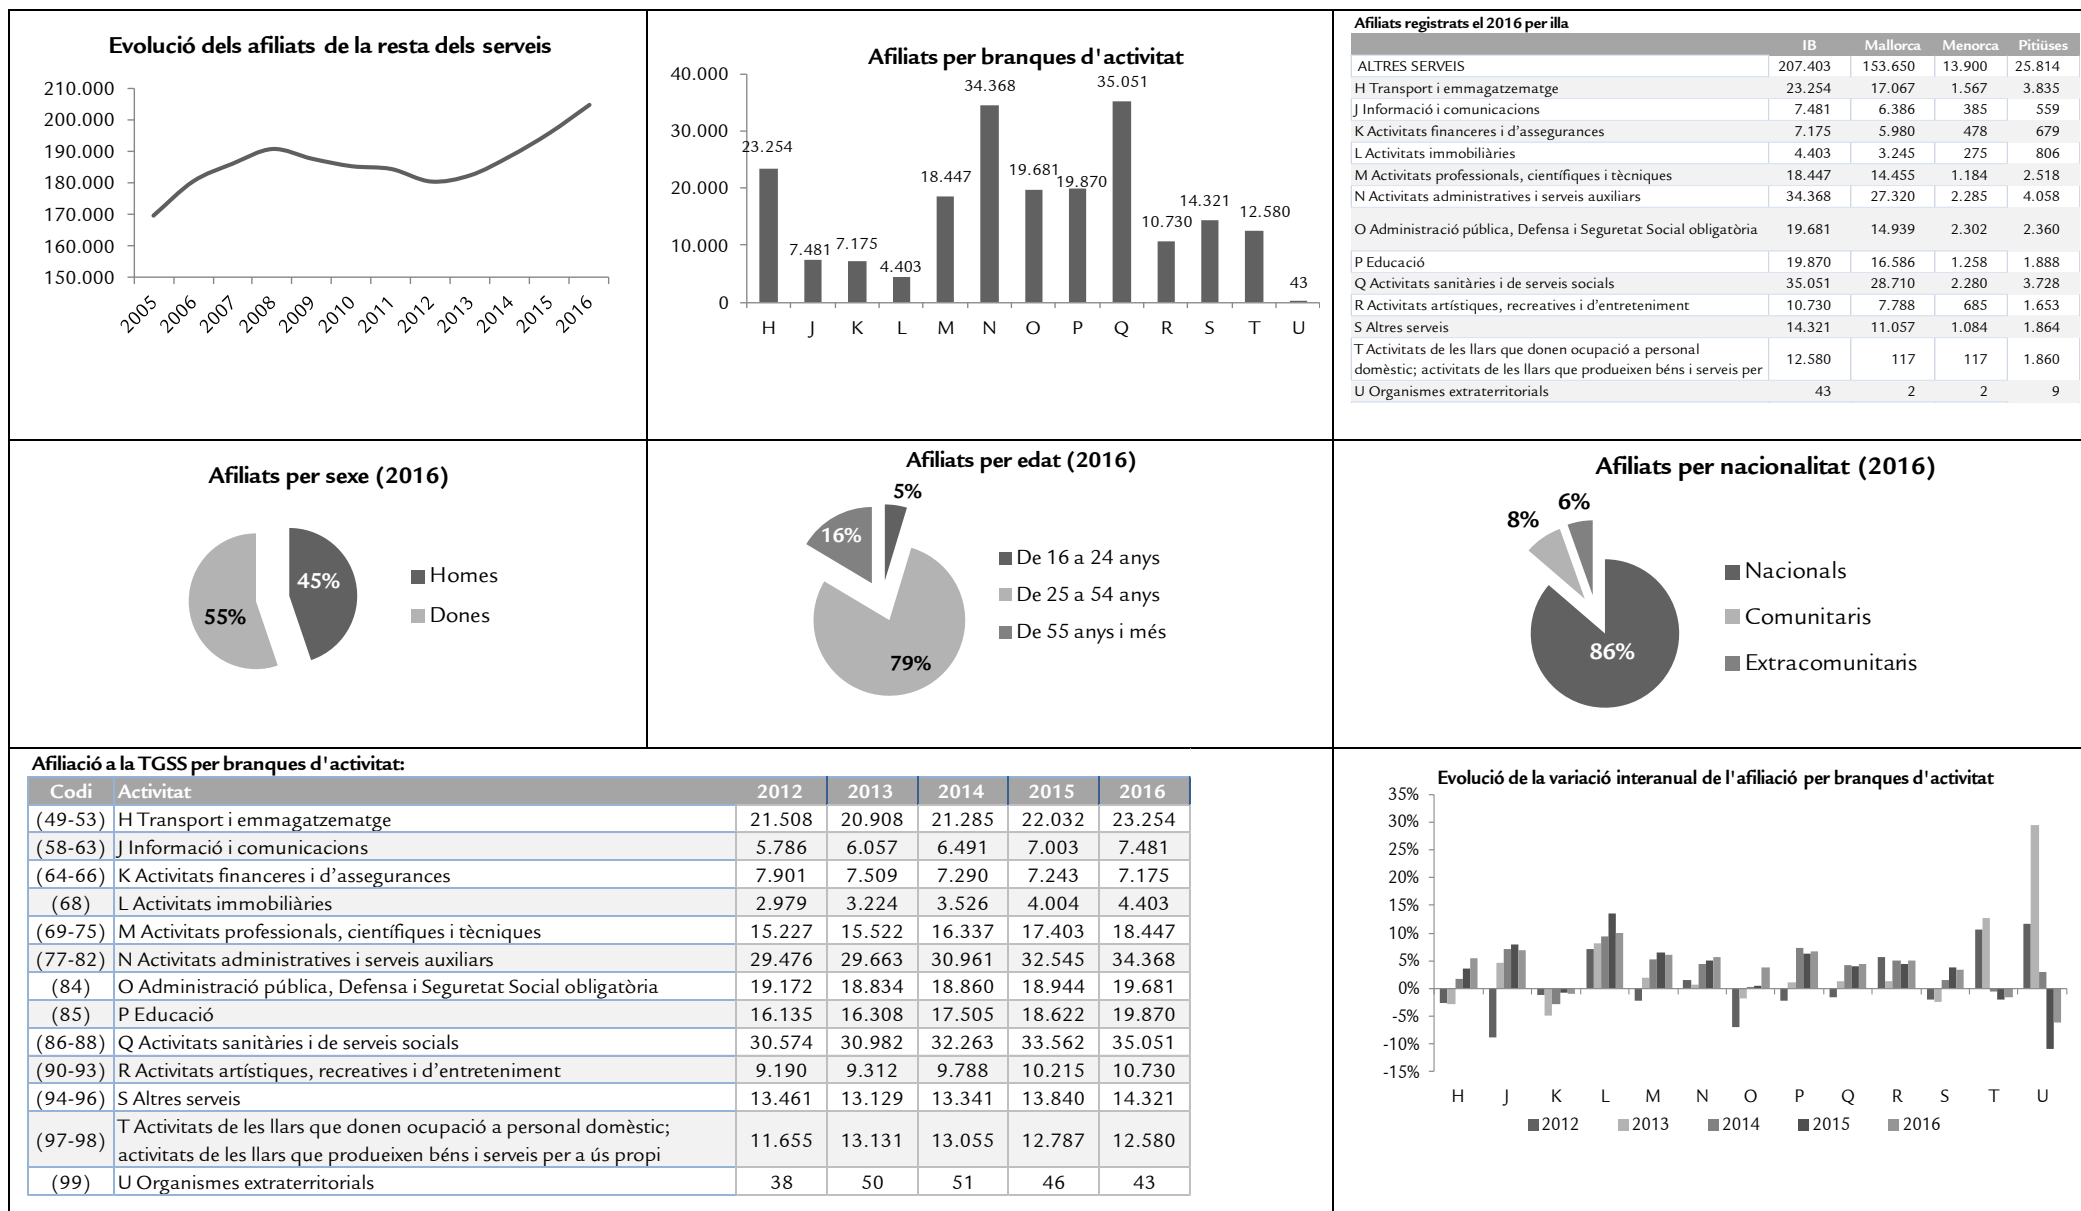 Evolució dels afiliats de la resta dels serveis
210.000
200.000
190.000
180.000
170.000
160.000
150.000
2005 2006 2007 2008 2009 2010 2011 2012 2013 2014 2015 2016
Afiliats per branques d'activitat
40.000
30.000
20.000
10.000
0
23.254 7.481 7.175 4.403 18.447 34.368 19.681 19.870 35.051 10.730 14.321 12.580 43
H J K L M N O P Q R S T U
Afiliats registrats el 2016 per illa
IB Mallorca Menorca Pitiüses
ALTRES SERVEIS 207.403 153.650 13.900 25.814
H Transport i emmagatzematge 23.254 17.067 1.567 3.835
J Informació i comunicacions 7.481 6.386 385 559
K Activitats financeres i d’assegurances 7.175 5.980 478 679
L Activitats immobiliàries 4.403 3.245 275 806
M Activitats professionals, científiques i tècniques 18.447 14.455 1.184 2.518
N Activitats administratives i serveis auxiliars 34.368 27.320 2.285 4.058
O Administració pública, Defensa i Seguretat Social obligatòria 19.681 14.939 2.302 2.360
P Educació 19.870 16.586 1.258 1.888
Q Activitats sanitàries i de serveis socials 35.051 28.710 2.280 3.728
R Activitats artístiques, recreatives i d’entreteniment 10.730 7.788 685 1.653
S Altres serveis 14.321 11.057 1.084 1.864
T Activitats de les llars que donen ocupació a personal
domèstic; activitats de les llars que produeixen béns i serveis per 12.580 117 117 1.860
U Organismes extraterritorials 43 2 2 9
Afiliats per sexe (2016)
45%
55%
Homes
Dones
Afiliats per edat (2016)
5%
16%
79%
De 16 a 24 anys
De 25 a 54 anys
De 55 anys i més
Afiliats per nacionalitat (2016)
6%
8%
86%
Nacionals
Comunitaris
Extracomunitaris
Afiliació a la TGSS per branques d'activitat:
Codi Activitat 2012 2013 2014 2015 2016
(49-53) H Transport i emmagatzematge 21.508 20.908 21.285 22.032 23.254
(58-63) J Informació i comunicacions 5.786 6.057 6.491 7.003 7.481
(64-66) K Activitats financeres i d’assegurances 7.901 7.509 7.290 7.243 7.175
(68) L Activitats immobiliàries 2.979 3.224 3.526 4.004 4.403
(69-75) M Activitats professionals, científiques i tècniques 15.227 15.522 16.337 17.403 18.447
(77-82) N Activitats administratives i serveis auxiliars 29.476 29.663 30.961 32.545 34.368
(84) O Administració pública, Defensa i Seguretat Social obligatòria 19.172 18.834 18.860 18.944 19.681
(85) P Educació 16.135 16.308 17.505 18.622 19.870
(86-88) Q Activitats sanitàries i de serveis socials 30.574 30.982 32.263 33.562 35.051
(90-93) R Activitats artístiques, recreatives i d’entreteniment 9.190 9.312 9.788 10.215 10.730
(94-96) S Altres serveis 13.461 13.129 13.341 13.840 14.321
(97-98) T Activitats de les llars que donen ocupació a personal domèstic;
activitats de les llars que produeixen béns i serveis per a ús propi 11.655 13.131 13.055 12.787 12.580
(99) U Organismes extraterritorials 38 50 51 46 43
Evolució de la variació interanual de l'afiliació per branques d'activitat
35%
30%
25%
20%
15%
10%
5%
0%
-5%
-10%
-15%
H J K L M N O P Q R S T U
2012 2013 2014 2015 2016